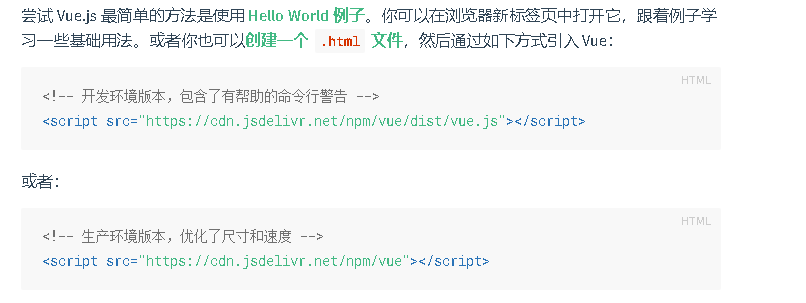 尝试 Vue.js 最简单的方法是使用 Hello World 例子。你可以在浏览器新标签页中打开它，跟着例子学
习一些基础用法。或者你也可以创建一个 .html 文件，然后通过如下方式引入 Vue：
HTML
<!-- 开发环境版本，包含了有帮助的命令行警告 -->
<script src="https://cdn.jsdelivr.net/npm/vue/dist/vue.js"></script>
或者：
HTML
<!-- 生产环境版本，优化了尺寸和速度 -->
<script src="https://cdn.jsdelivr.net/npm/vue"></script>